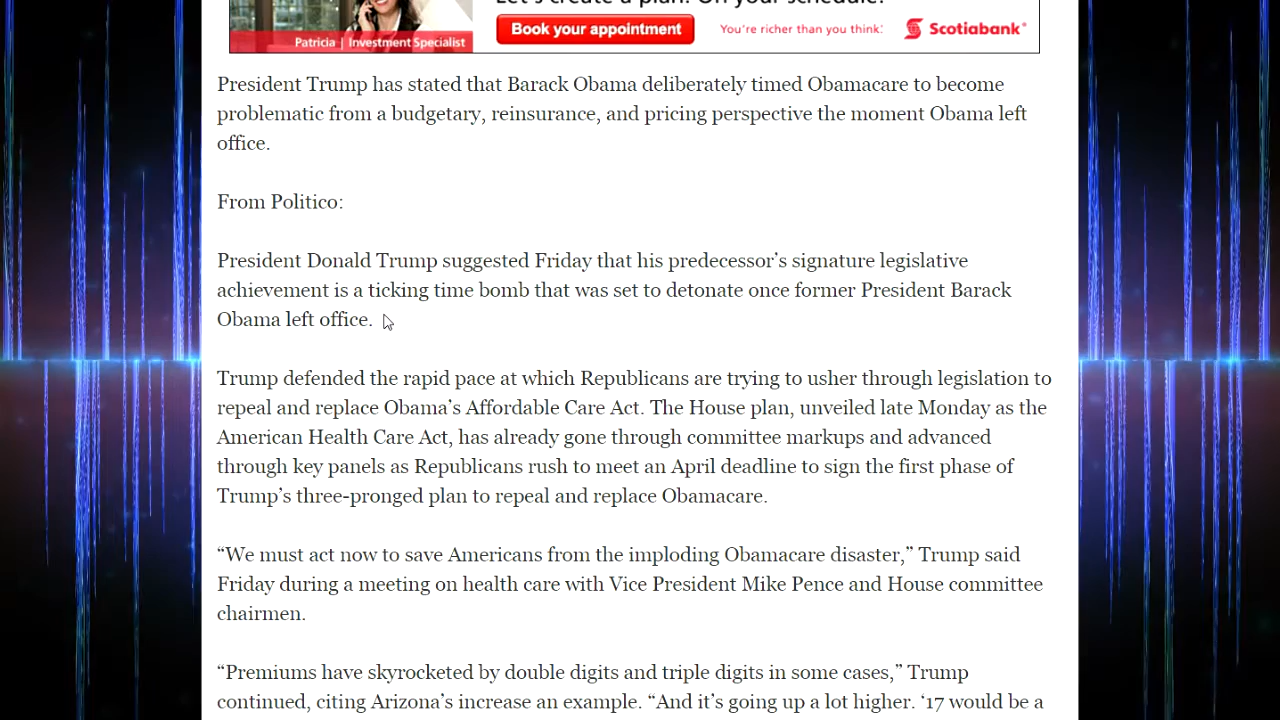 Let's create a plan. On your schedule.
Book your appointment
You're richer than you think.
Scotiabank
Patricia | Investment Specialist
President Trump has stated that Barack Obama deliberately timed Obamacare to become
problematic from a budgetary, reinsurance, and pricing perspective the moment Obama left
office.
From Politico:
President Donald Trump suggested Friday that his predecessor’s signature legislative
achievement is a ticking time bomb that was set to detonate once former President Barack
Obama left office.
Trump defended the rapid pace at which Republicans are trying to usher through legislation to
repeal and replace Obama’s Affordable Care Act. The House plan, unveiled late Monday as the
American Health Care Act, has already gone through committee markups and advanced
through key panels as Republicans rush to meet an April deadline to sign the first phase of
Trump’s three-pronged plan to repeal and replace Obamacare.
“We must act now to save Americans from the imploding Obamacare disaster,” Trump said
Friday during a meeting on health care with Vice President Mike Pence and House committee
chairmen.
“Premiums have skyrocketed by double digits and triple digits in some cases,” Trump
continued, citing Arizona’s increase an example. “And it’s going up a lot higher. ‘17 would be a